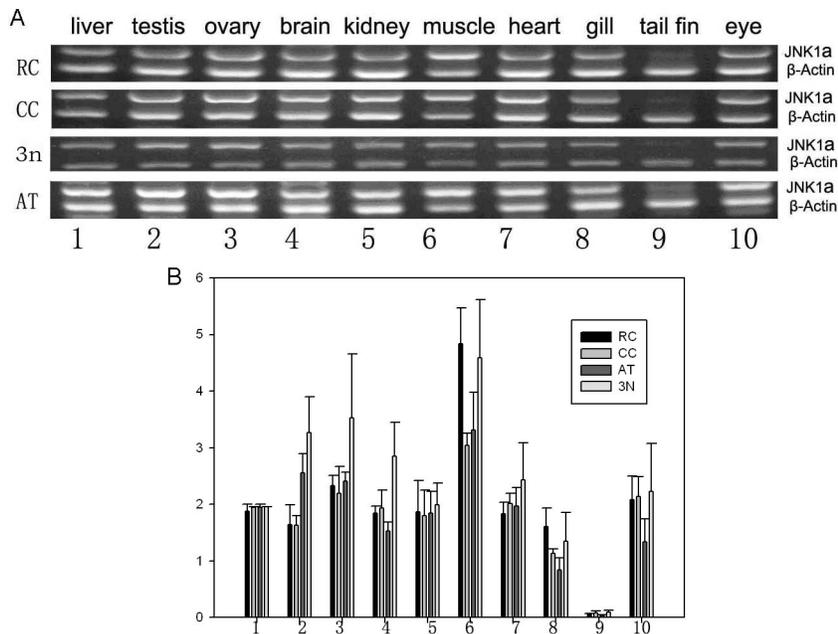 A
liver testis ovary brain kidney muscle heart gill tail fin eye
RC
JNK1a
β-Actin
CC
JNK1a
β-Actin
3n
JNK1a
β-Actin
AT
JNK1a
β-Actin
1 2 3 4 5 6 7 8 9 10
B
6
5
4
3
2
1
0
RC
CC
AT
3N
1 2 3 4 5 6 7 8 9 10